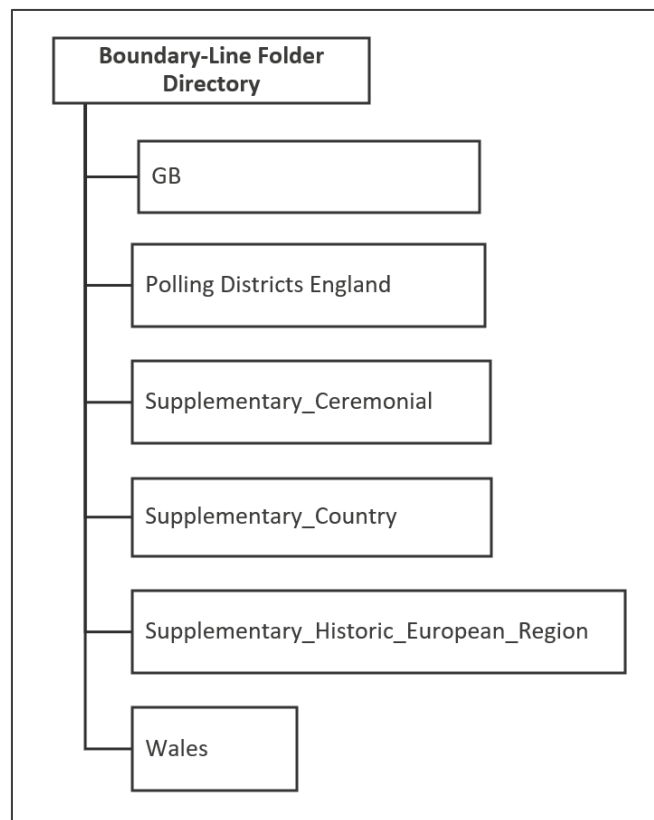 Boundary-Line Folder
Directory
GB
Polling Districts England
Supplementary_Ceremonial
Supplementary_Country
Supplementary_Historic_European_Region
Wales